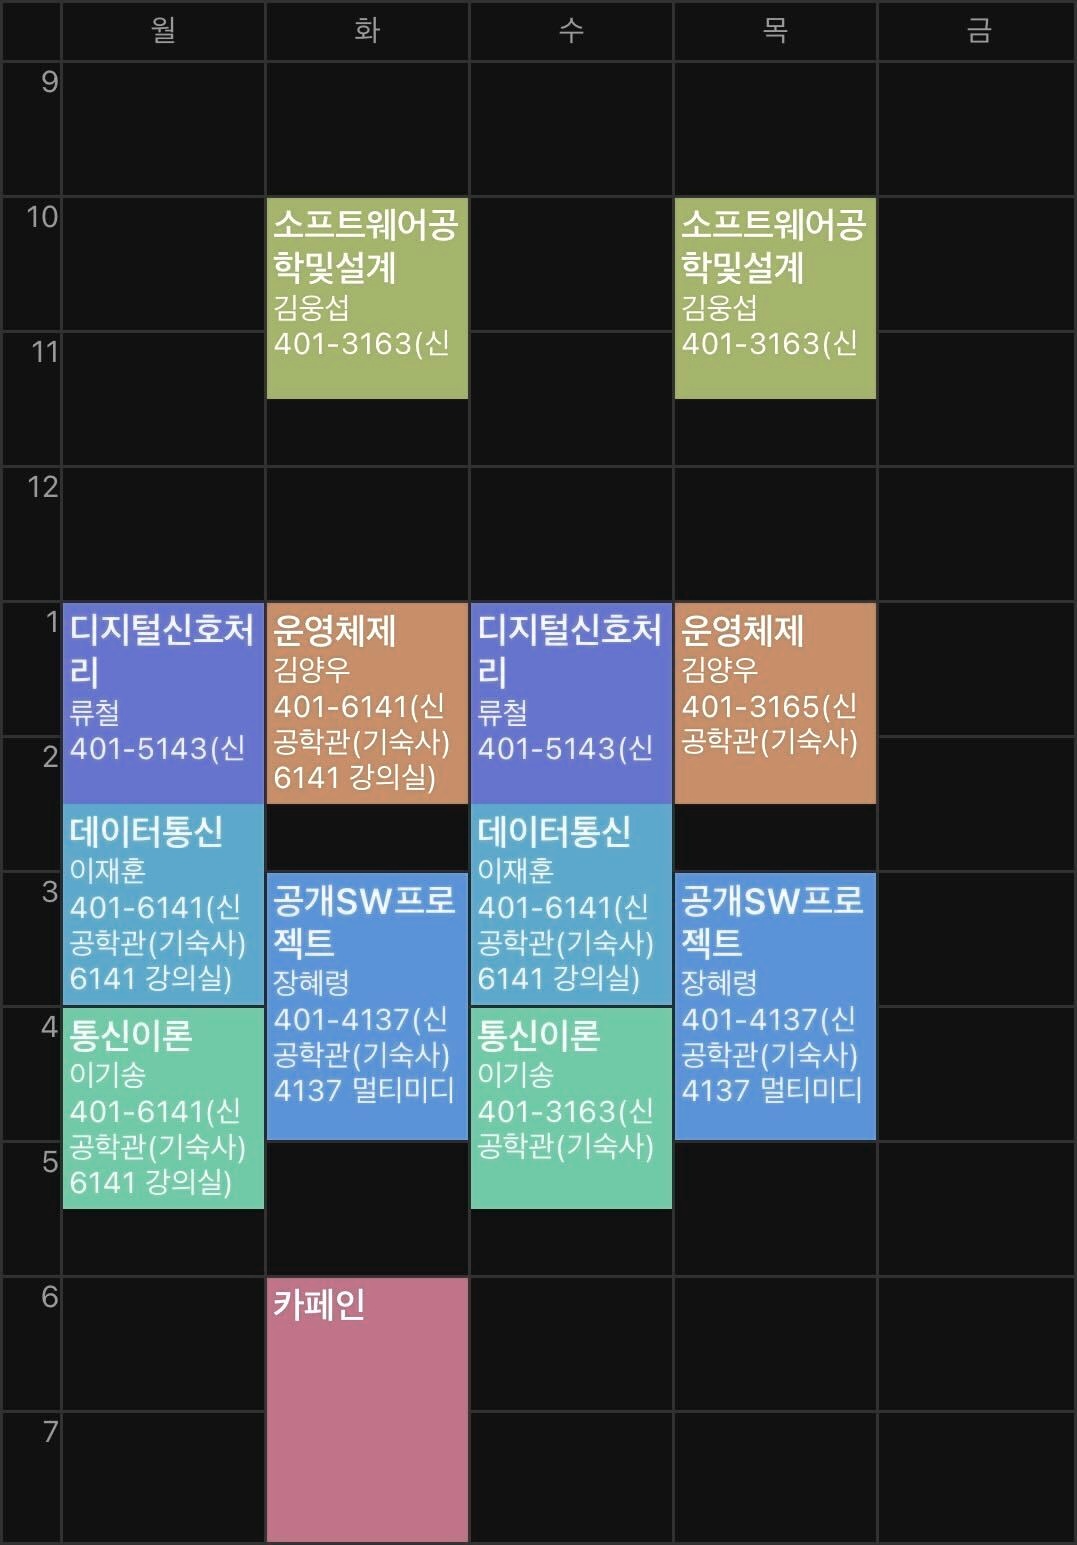 월 화 수 목 금
9
10
11
12
1
2
3
4
5
6
7
디지털신호처
리
류철
401-5143(신
데이터통신
이재훈
401-6141(신
공학관(기숙사)
6141 강의실)
통신이론
이기송
401-6141(신
공학관(기숙사)
6141 강의실)
소프트웨어공
학및설계
김웅섭
401-3163(신
운영체제
김양우
401-6141(신
공학관(기숙사)
6141 강의실)
공개SW프로
젝트
장혜령
401-4137(신
공학관(기숙사)
4137 멀티미디
카페인
디지털신호처
리
류철
401-5143(신
데이터통신
이재훈
401-6141(신
공학관(기숙사)
6141 강의실)
통신이론
이기송
401-3163(신
공학관(기숙사)
소프트웨어공
학및설계
김웅섭
401-3163(신
운영체제
김양우
401-3165(신
공학관(기숙사)
공개SW프로
젝트
장혜령
401-4137(신
공학관(기숙사)
4137 멀티미디